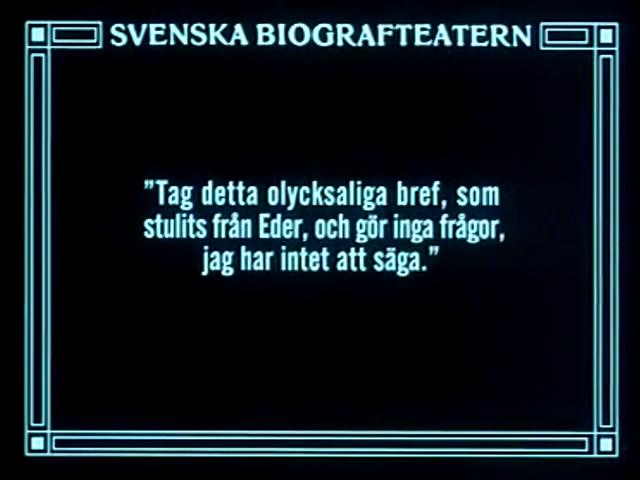 SVENSKA BIOGRAFTEATERN
”Tag detta olycksaliga bref, som
stulits från Eder, och gör inga frågor,
jag har intet att säga.”